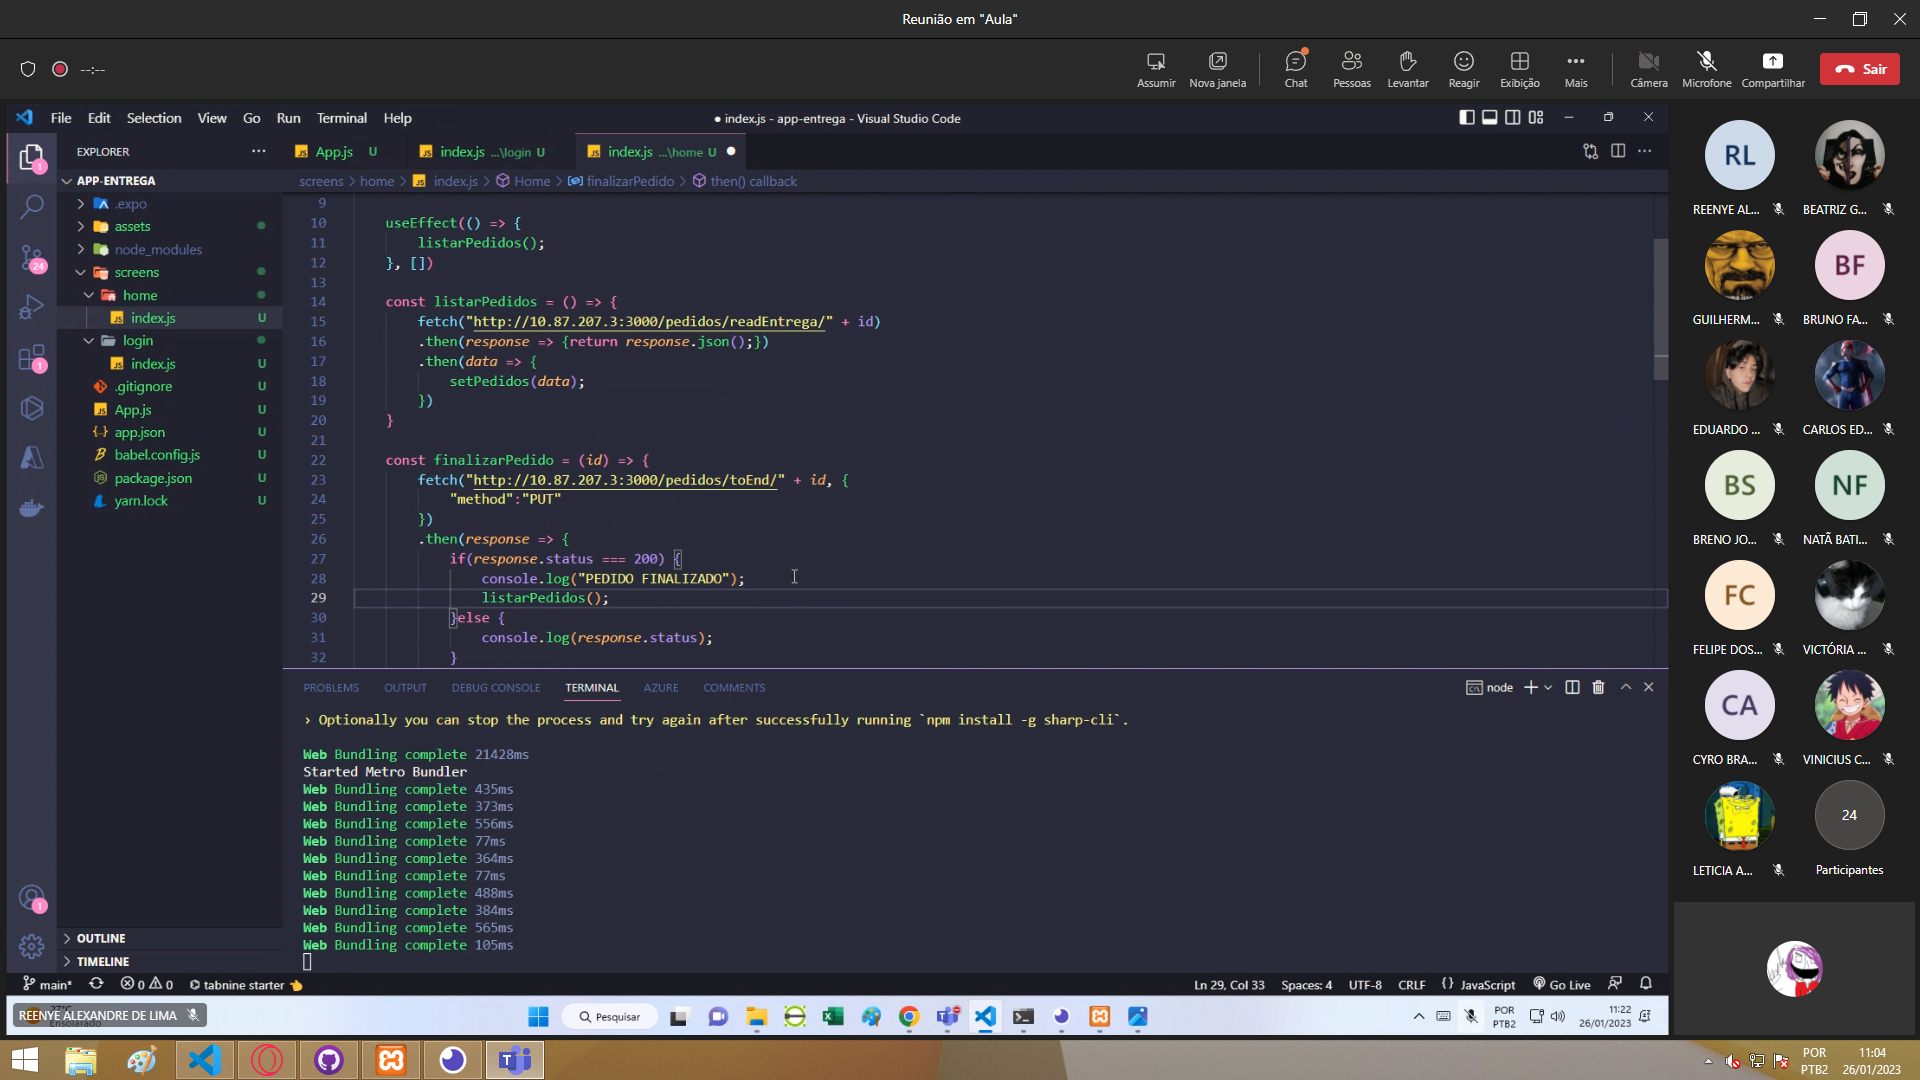 Reunião em "Aula"
--:--
Assumir
Nova janela
Chat
Pessoas
Levantar
Reagir
Exibição
Mais
Câmera
Microfone
Compartilhar
Sair
File Edit Selection View Go Run Terminal Help
● index.js - app-entrega - Visual Studio Code
EXPLORER
APP-ENTREGA
.expo
assets
node_modules
screens
home
index.js U
login
index.js U
.gitignore U
App.js U
app.json U
babel.config.js U
package.json U
yarn.lock U
OUTLINE
TIMELINE
1
24
1
1
App.js U
index.js ...\login U
index.js ...\home U
screens > home > index.js > Home > finalizarPedido > then() callback
9
10 useEffect(() => {
11 listarPedidos();
12 }, [])
13
14 const listarPedidos = () => {
15 fetch("http://10.87.207.3:3000/pedidos/readEntrega/" + id)
16 .then(response => {return response.json();})
17 .then(data => {
18 setPedidos(data);
19 })
20 }
21
22 const finalizarPedido = (id) => {
23 fetch("http://10.87.207.3:3000/pedidos/toEnd/" + id, {
24 "method":"PUT"
25 })
26 .then(response => {
27 if(response.status === 200) {
28 console.log("PEDIDO FINALIZADO");
29 listarPedidos();
30 }else {
31 console.log(response.status);
32 }
PROBLEMS OUTPUT DEBUG CONSOLE TERMINAL AZURE COMMENTS
node
› Optionally you can stop the process and try again after successfully running `npm install -g sharp-cli`.
Web Bundling complete 21428ms
Started Metro Bundler
Web Bundling complete 435ms
Web Bundling complete 373ms
Web Bundling complete 556ms
Web Bundling complete 77ms
Web Bundling complete 364ms
Web Bundling complete 77ms
Web Bundling complete 488ms
Web Bundling complete 384ms
Web Bundling complete 565ms
Web Bundling complete 105ms
main* 0 0 tabnine starter
Ln 29, Col 33 Spaces: 4 UTF-8 CRLF JavaScript Go Live
REENYE ALEXANDRE DE LIMA
Pesquisar
POR
PTB2
11:22
26/01/2023
RL
REENYE AL...
BEATRIZ G...
GUILHERM...
BF
BRUNO FA...
EDUARDO ...
CARLOS ED...
BS
BRENO JO...
NF
NATÃ BATI...
FC
FELIPE DOS...
VICTÓRIA ...
CA
CYRO BRA...
VINICIUS C...
LETICIA A...
24
Participantes
POR
PTB2
11:04
26/01/2023